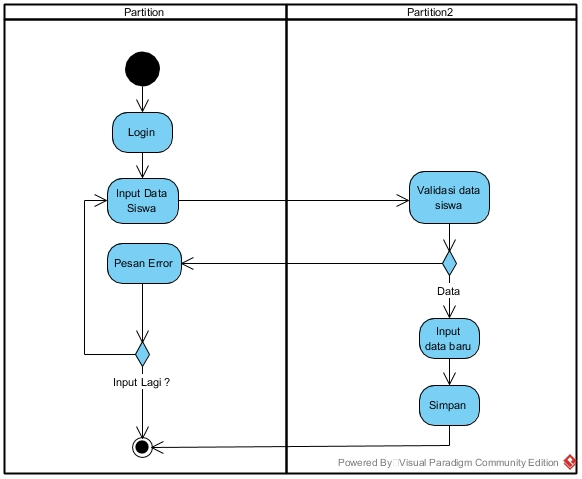 Partition
Partition2
Login
Input Data
Siswa
Validasi data
siswa
Pesan Error
Data
Input
data baru
Input Lagi ?
Simpan
Powered By Visual Paradigm Community Edition